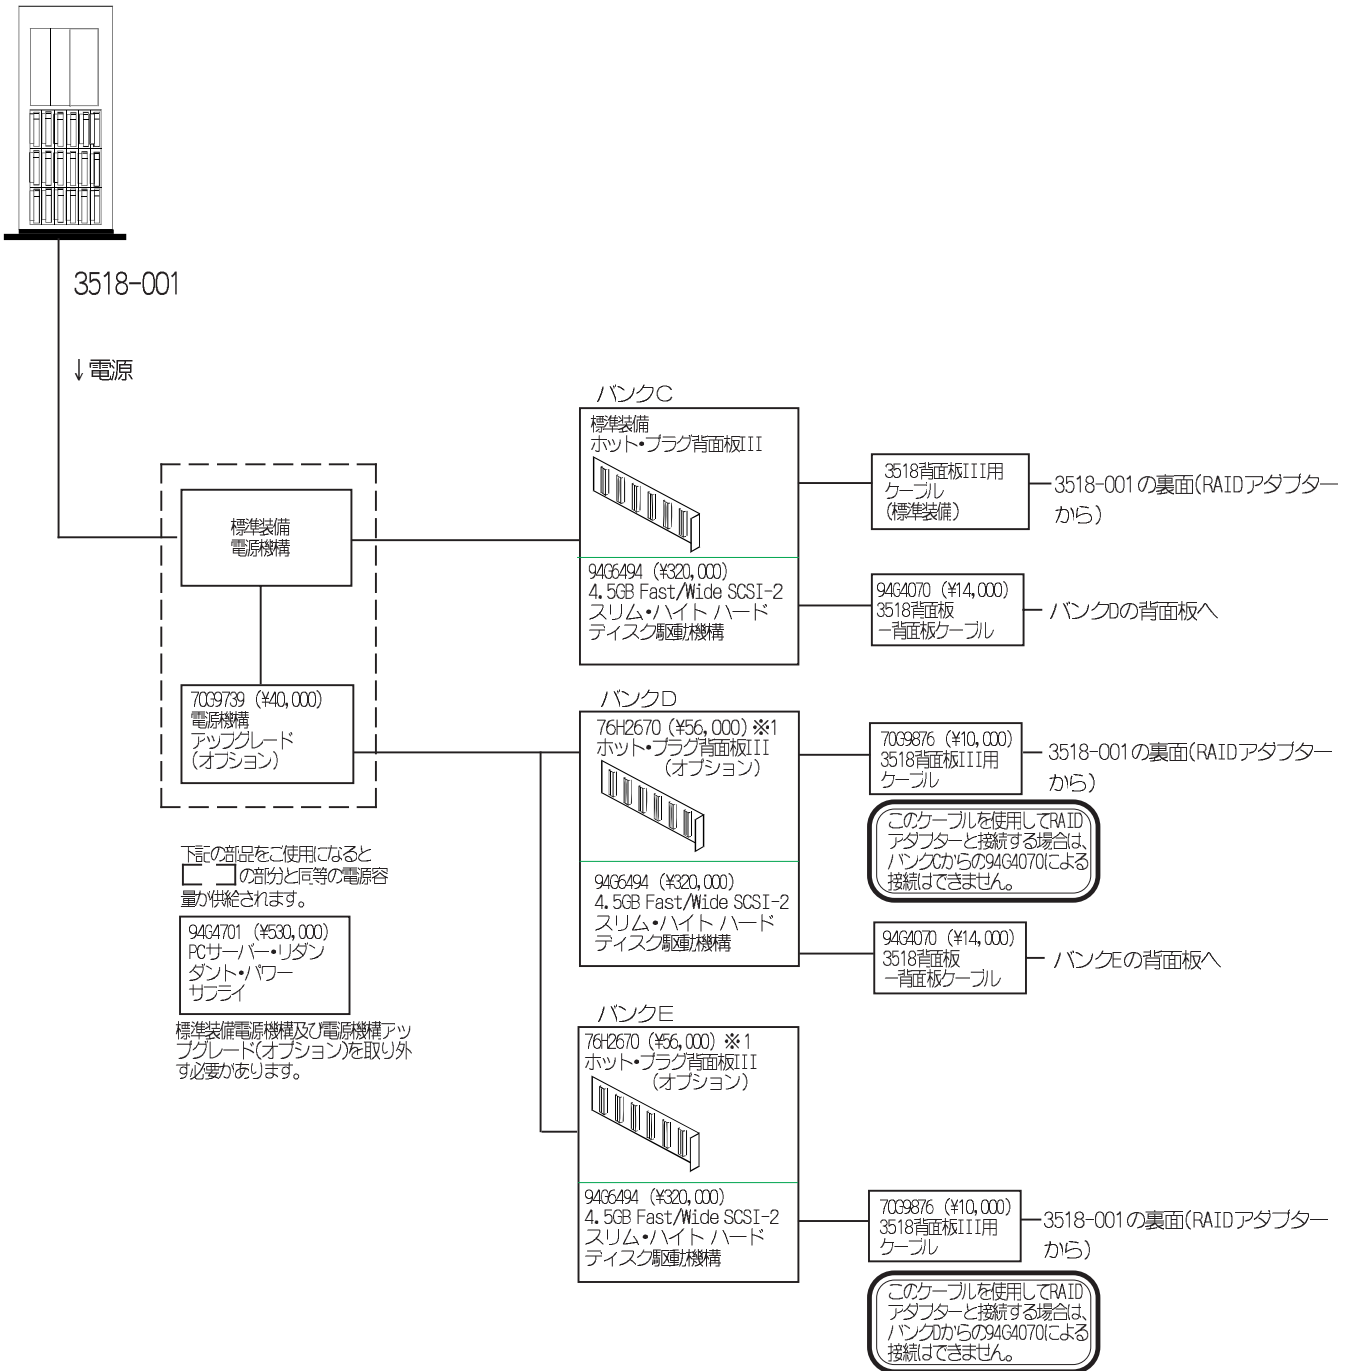 3518-001
↓電源
標準装備
電源機構
70G9739 (¥40,000)
電源機構
アップグレード
(オプション)
下記の部品をご使用になると
の部分と同等の電源容
量が供給されます。
94G4701 (¥530,000)
PCサーバー・リダン
ダント・パワー
サプライ
標準装備電源機構及び電源機構アッ
プグレード(オプション)を取り外
す必要があります。
バンクC
標準装備
ホット・プラグ背面板III
94G6494 (¥320,000)
4.5GB Fast/Wide SCSI-2
スリム・ハイト ハード
ディスク駆動機構
3518背面板III用
ケーブル
(標準装備)
3518-001の裏面(RAIDアダプター
から)
94G4070 (¥14,000)
3518背面板
ー背面板ケーブル
バンクDの背面板へ
バンクD
76H2670 (¥56,000) ※1
ホット・プラグ背面板III
(オプション)
94G6494 (¥320,000)
4.5GB Fast/Wide SCSI-2
スリム・ハイト ハード
ディスク駆動機構
70G9876 (¥10,000)
3518背面板III用
ケーブル
3518-001の裏面(RAIDアダプター
から)
このケーブルを使用してRAID
アダプターと接続する場合は、
バンクCからの94G4070による
接続はできません。
94G4070 (¥14,000)
3518背面板
ー背面板ケーブル
バンクEの背面板へ
バンクE
76H2670 (¥56,000) ※1
ホット・プラグ背面板III
(オプション)
94G6494 (¥320,000)
4.5GB Fast/Wide SCSI-2
スリム・ハイト ハード
ディスク駆動機構
70G9876 (¥10,000)
3518背面板III用
ケーブル
3518-001の裏面(RAIDアダプター
から)
このケーブルを使用してRAID
アダプターと接続する場合は、
バンクDからの94G4070による
接続はできません。